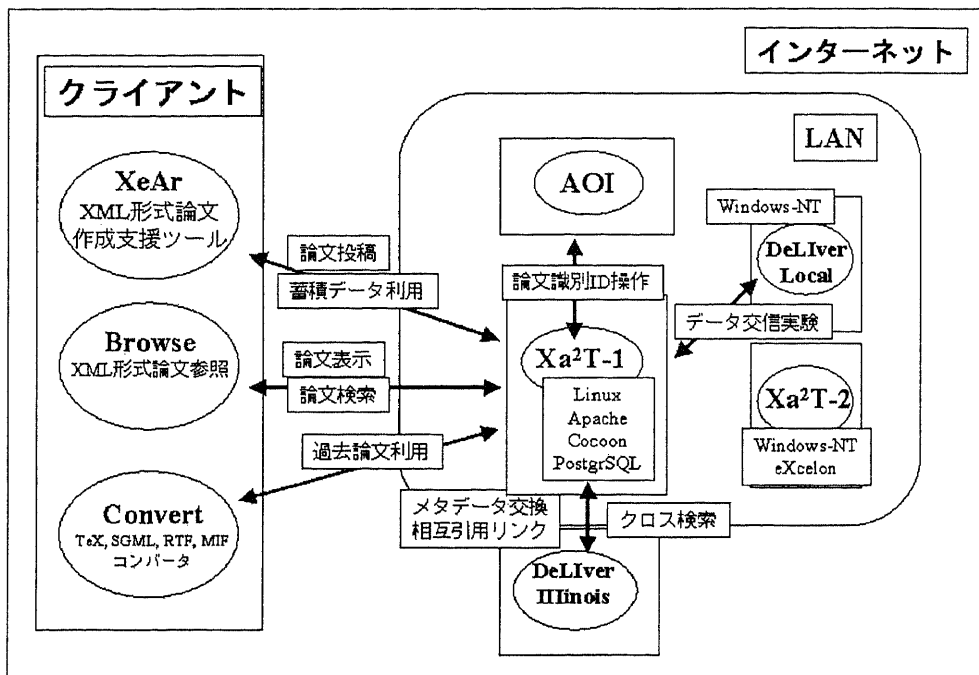 インターネット
クライアント
XeAr
XML形式論文
作成支援ツール
Browse
XML形式論文参照
Convert
TeX, SGML, RTF, MIF
コンバータ
論文投稿
蓄積データ利用
論文表示
論文検索
過去論文利用
LAN
AOI
論文識別ID操作
Xa²T-1
Linux
Apache
Cocoon
PostgrSQL
Windows-NT
DeLIver
Local
データ交信実験
Xa²T-2
Windows-NT
eXcelon
メタデータ交換
相互引用リンク
クロス検索
DeLIver
IIIinois